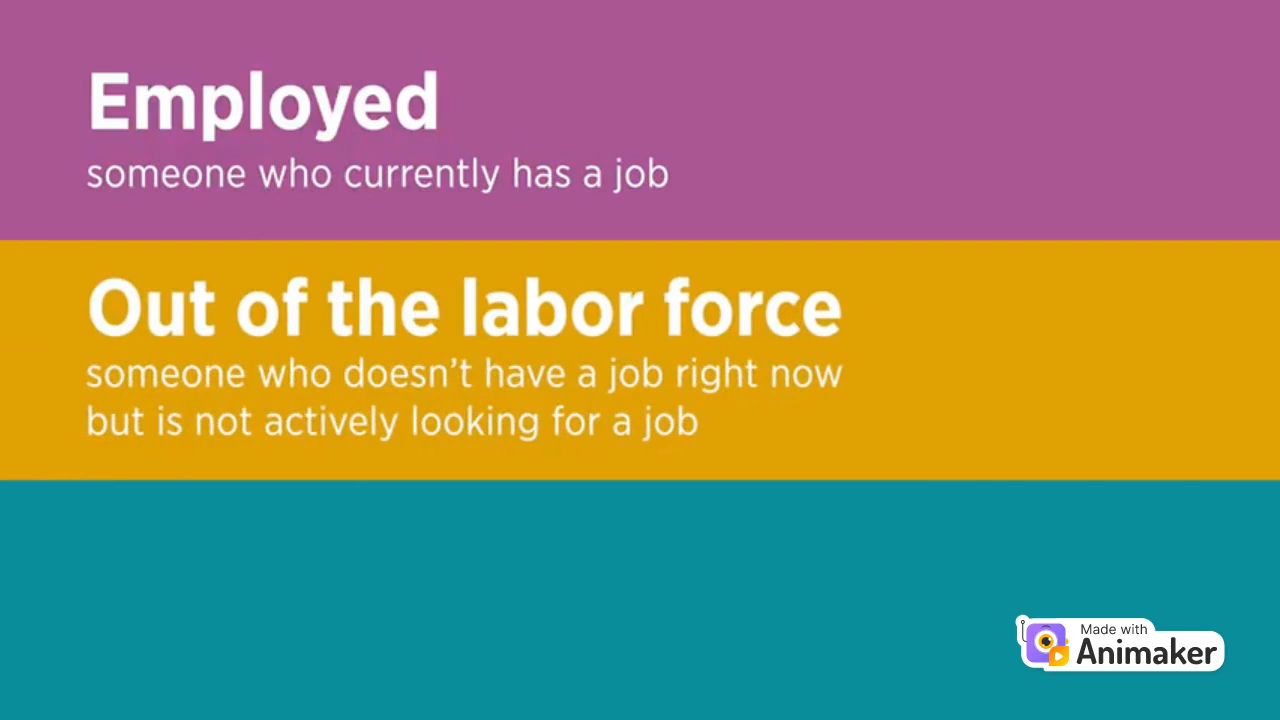 Employed
someone who currently has a job
Out of the labor force
someone who doesn’t have a job right now
but is not actively looking for a job
Made with
Animaker